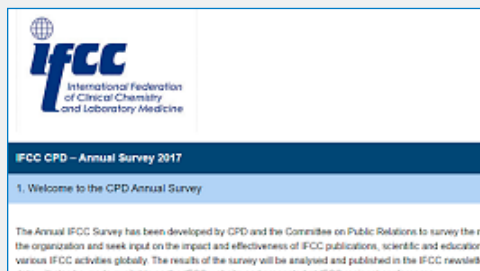 IFCC
International Federation
of Clinical Chemistry
and Laboratory Medicine
IFCC CPD – Annual Survey 2017
1. Welcome to the CPD Annual Survey
The Annual IFCC Survey has been developed by CPD and the Committee on Public Relations to survey the
the organization and seek input on the impact and effectiveness of IFCC publications, scientific and education
various IFCC activities globally. The results of the survey will be analysed and published in the IFCC newslett